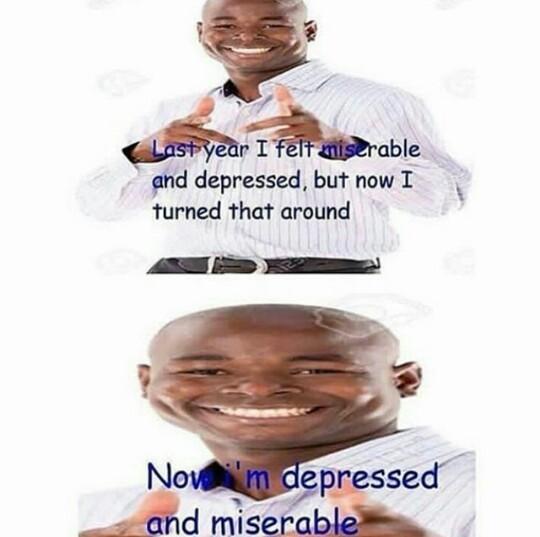 Last year I felt miserable
and depressed, but now I
turned that around
Now i'm depressed
and miserable